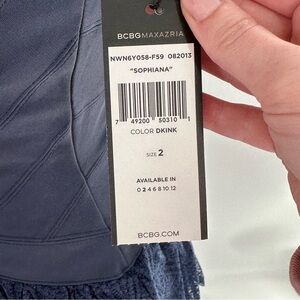 BCBGMAXAZRIA
NWN6Y058-F59 082013
"SOPHIANA"
7 49200 50310 1
COLOR DKINK
SIZE 2
AVAILABLE IN
0 2 4 6 8 10 12
BCBG.COM